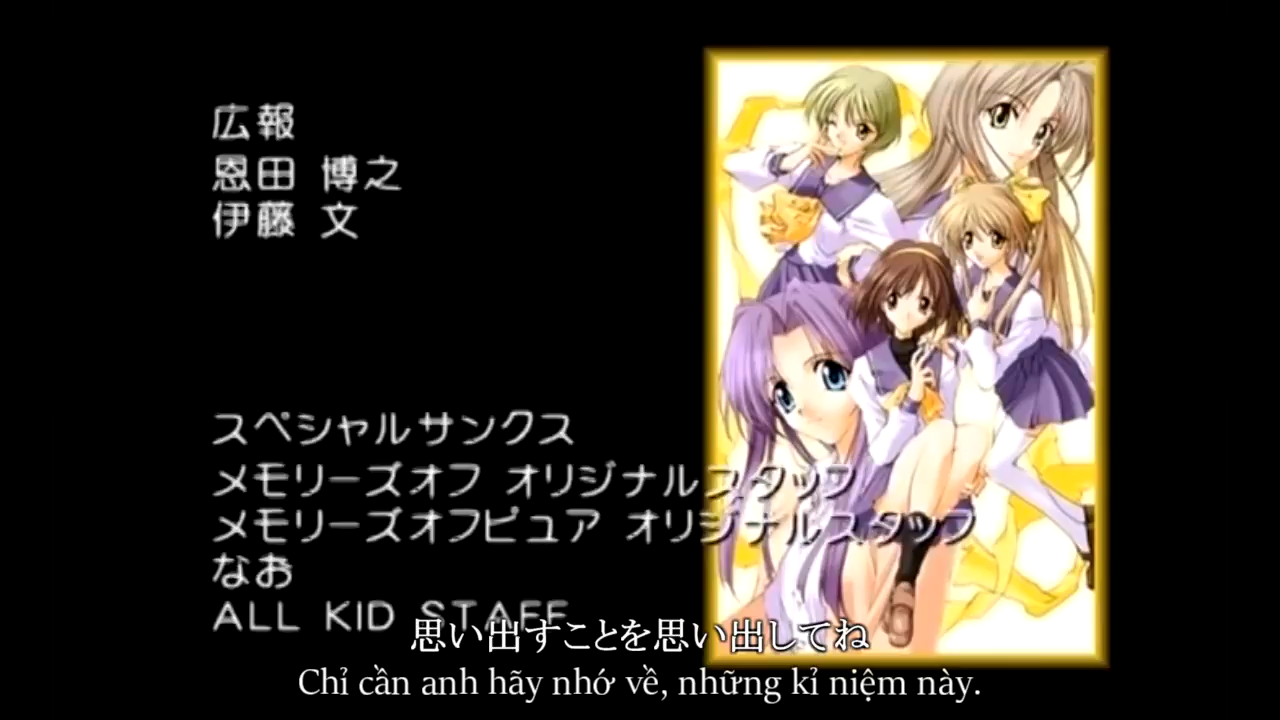 広報
恩田 博之
伊藤 文
スペシャルサンクス
メモリーズオフ オリジナルスタッフ
メモリーズオフピュア オリジナルスタッフ
なお
ALL KID STAFF
思い出すことを思い出してね
Chỉ cần anh hãy nhớ về, những kỉ niệm này.